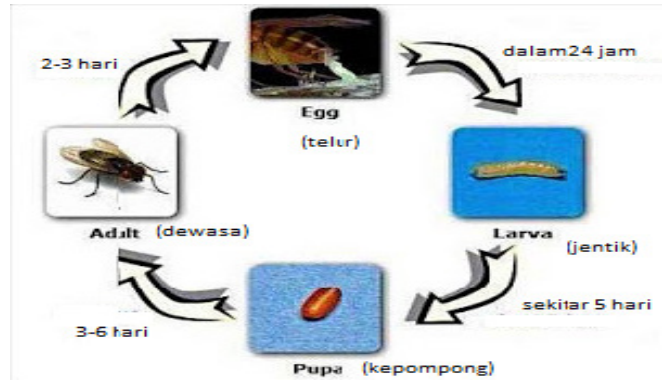 2-3 hari
dalam24 jam
Egg
(telur)
Adult (dewasa)
Larva
(jentik)
sekitar 5 hari
3-6 hari
Pupa (kepompong)